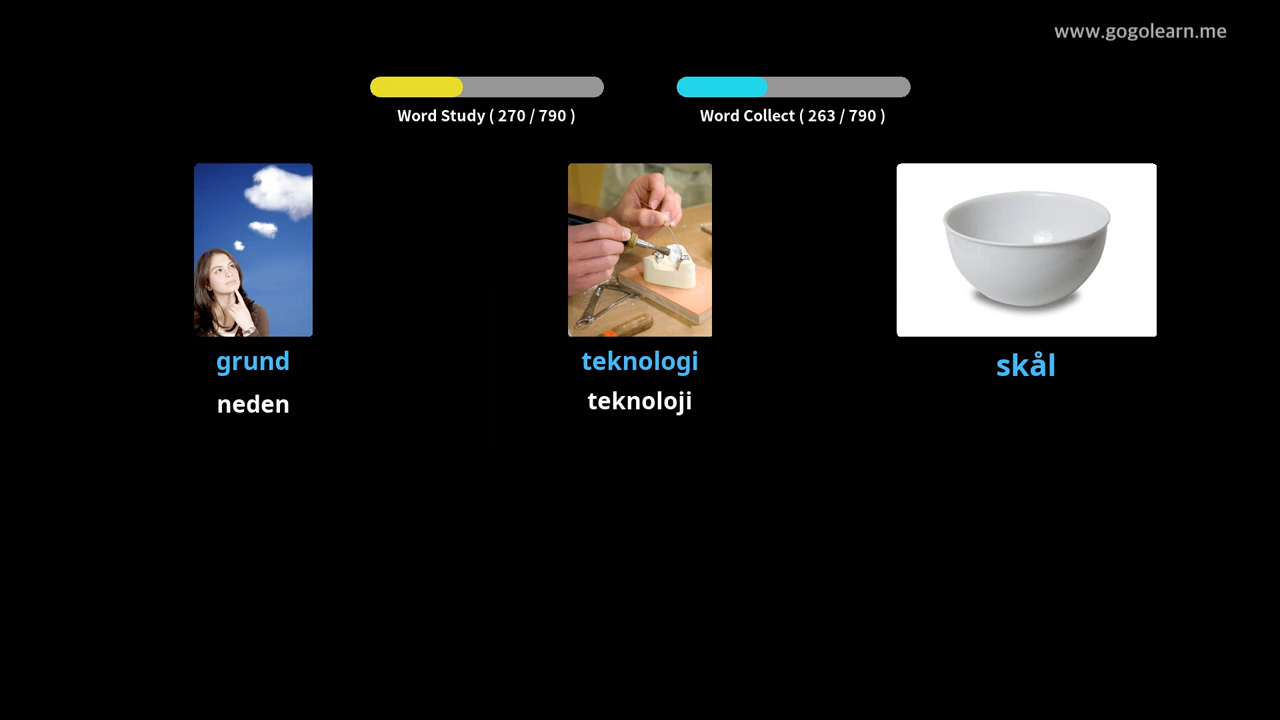 www.gogolearn.me
Word Study ( 270 / 790 )
Word Collect ( 263 / 790 )
grund
neden
teknologi
teknoloji
skål